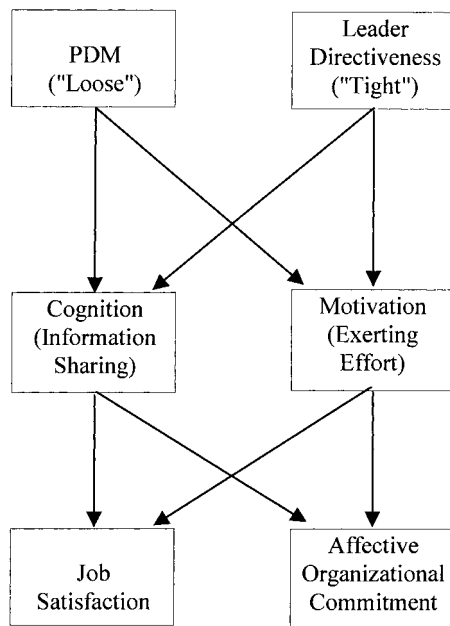 PDM
("Loose")
Leader
Directiveness
("Tight")
Cognition
(Information
Sharing)
Motivation
(Exerting
Effort)
Job
Satisfaction
Affective
Organizational
Commitment